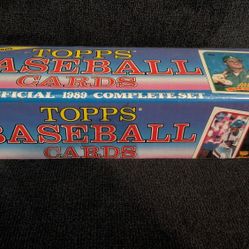 TOPPS®
BASEBALL
CARDS
OFFICIAL 1989 COMPLETE SET
TOPPS®
BASEBALL
CARDS